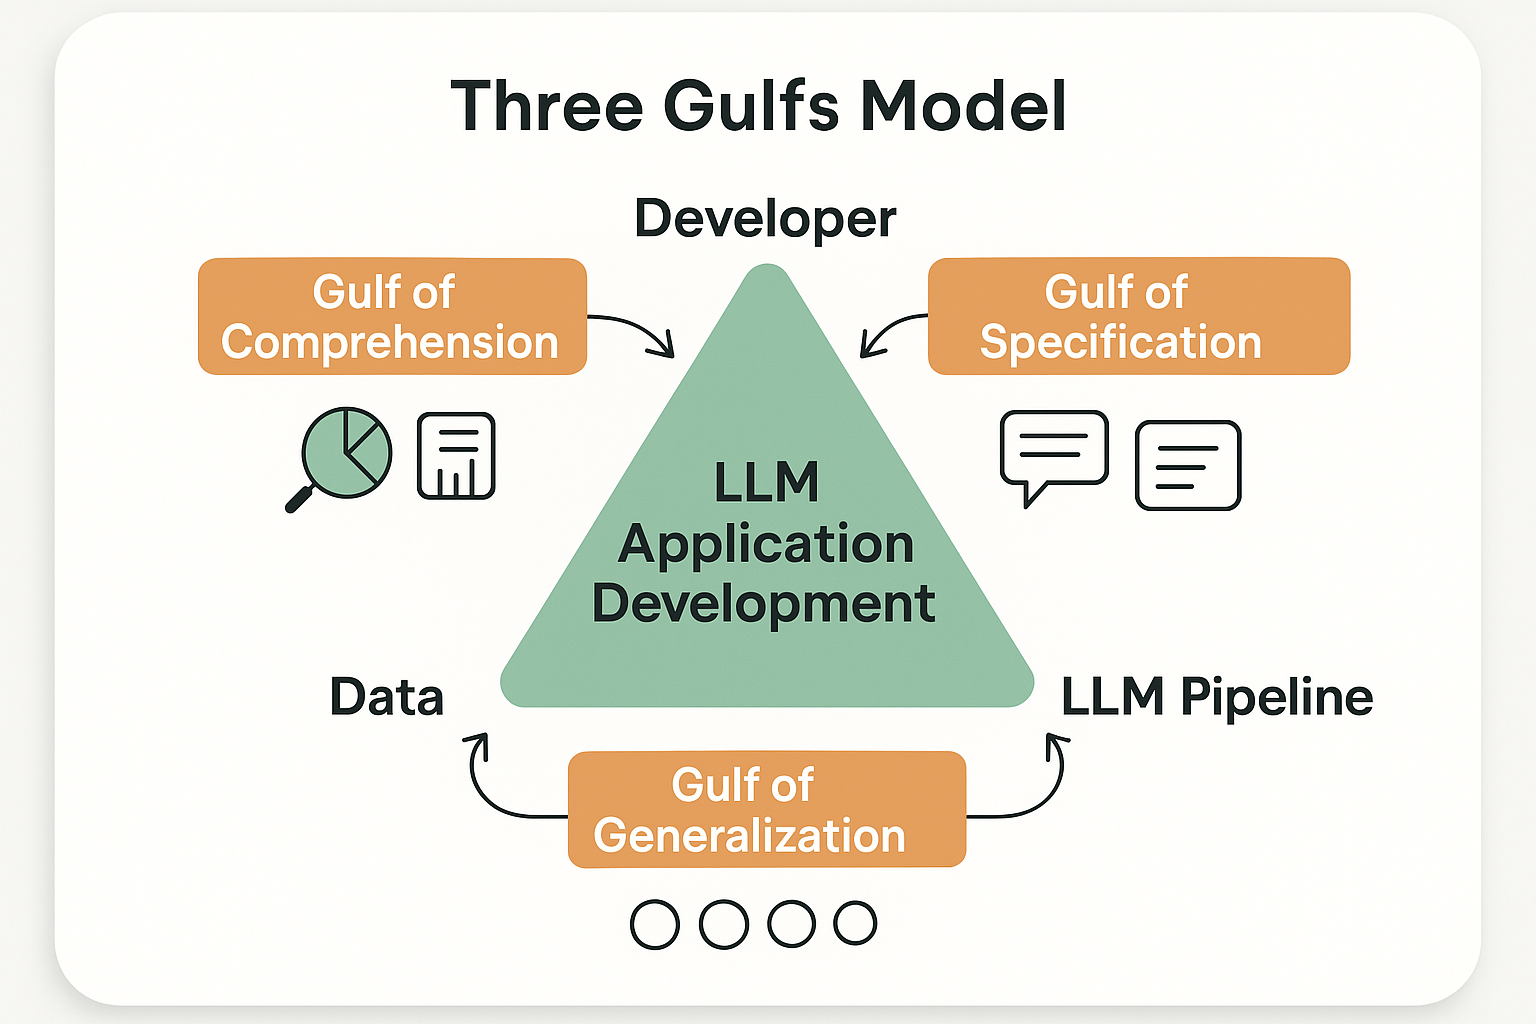 Three Gulfs Model
Developer
Gulf of
Comprehension
Gulf of
Specification
LLM
Application
Development
Data
LLM Pipeline
Gulf of
Generalization